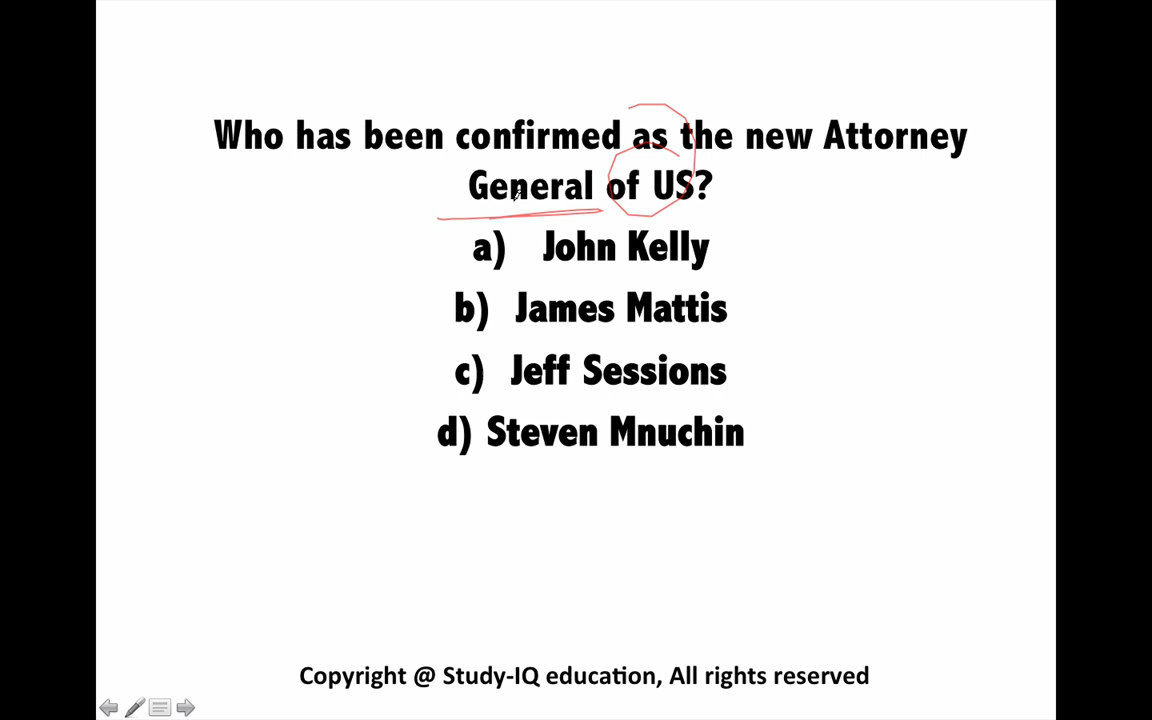 Who has been confirmed as the new Attorney
General of US?
a) John Kelly
b) James Mattis
c) Jeff Sessions
d) Steven Mnuchin
Copyright @ Study-IQ education, All rights reserved